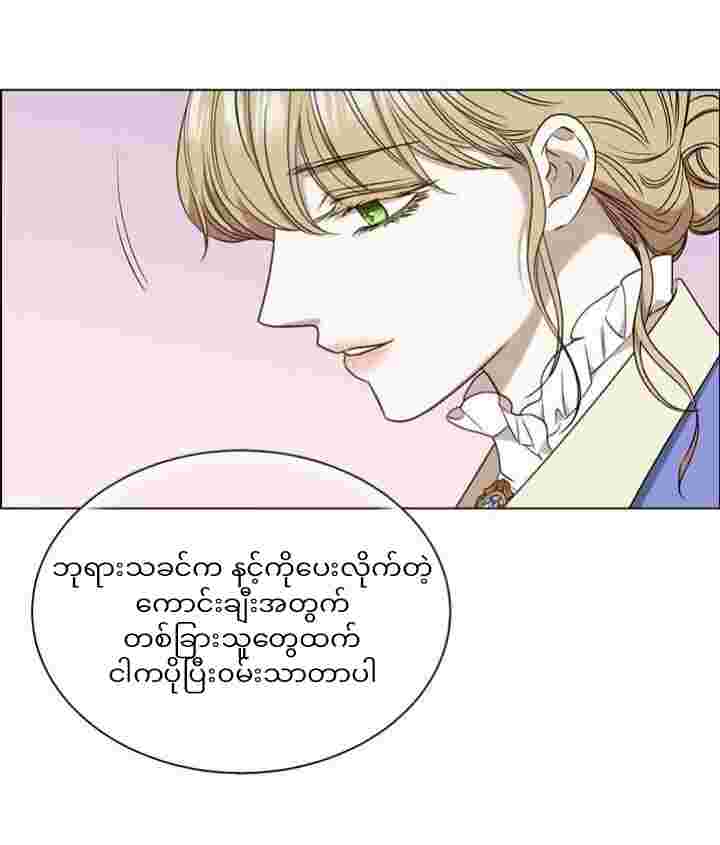 ဘုရားသခင်က နင့်ကိုပေးလိုက်တဲ့
ကောင်းချီးအတွက်
တစ်ခြားသူတွေထက်
ငါကပိုပြီးဝမ်းသာတာပါ